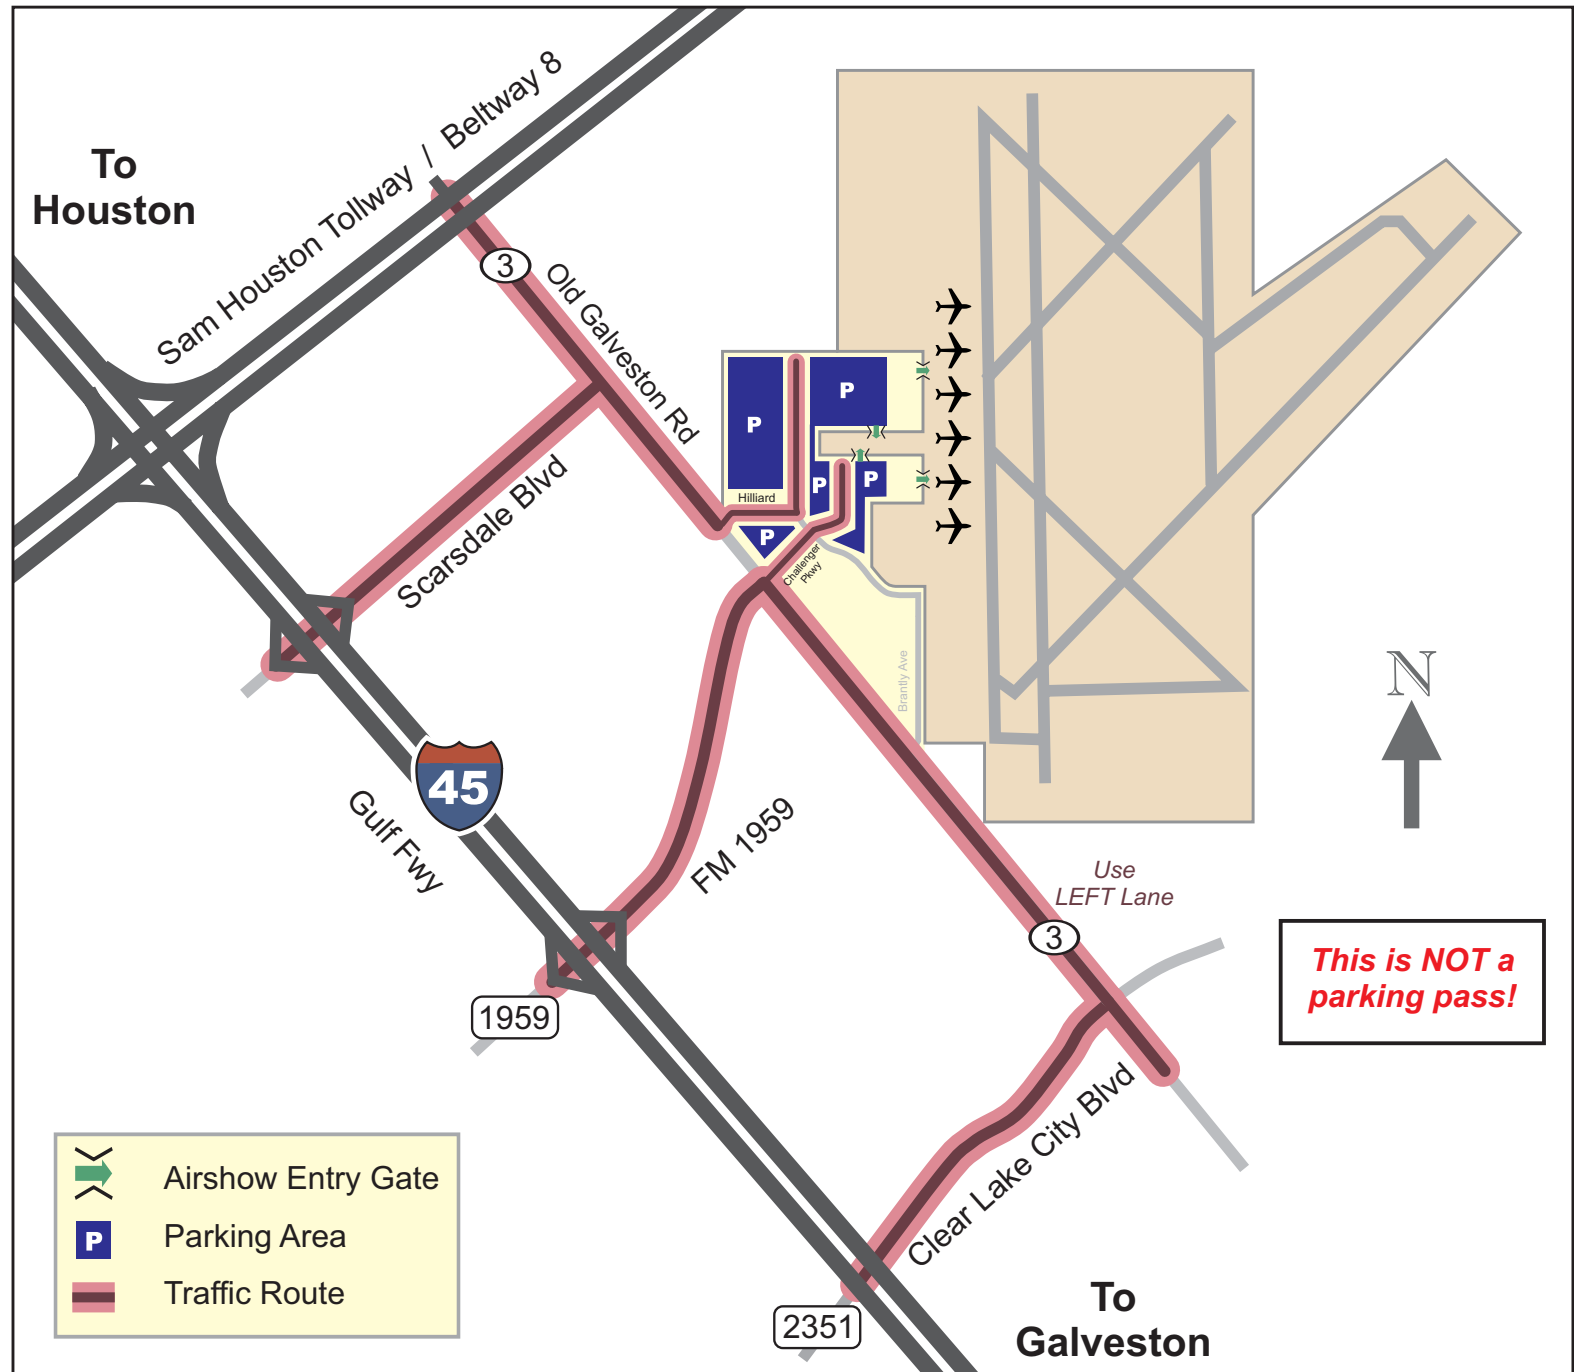 To
Houston
Sam Houston Tollway / Beltway 8
3
Old Galveston Rd
P
P
P
P
Hilliard
P
Challenger
Pkwy
Scarsdale Blvd
Brantly Ave
N
45
Gulf Fwy
FM 1959
Use
LEFT Lane
3
This is NOT a
parking pass!
1959
Clear Lake City Blvd
Airshow Entry Gate
P
Parking Area
Traffic Route
2351
To
Galveston